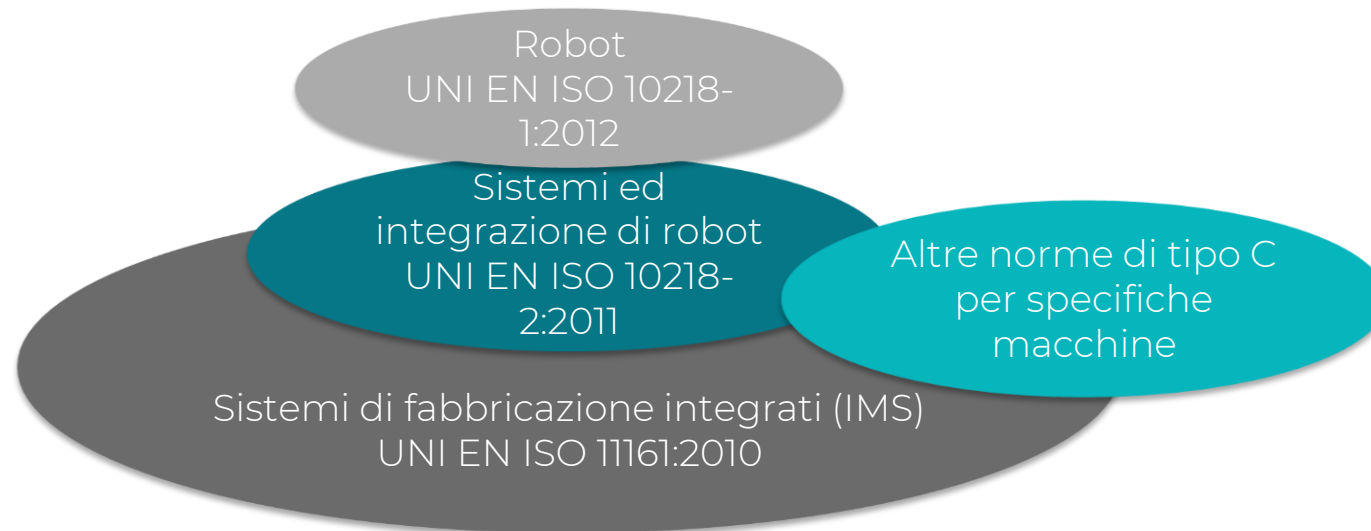 Robot
UNI EN ISO 10218-
1:2012
Sistemi ed
integrazione di robot
UNI EN ISO 10218-
2:2011
Altre norme di tipo C
per specifiche
macchine
Sistemi di fabbricazione integrati (IMS)
UNI EN ISO 11161:2010